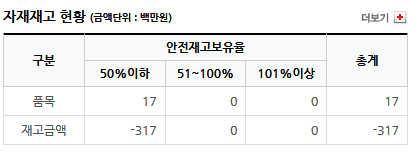 자재재고 현황 (금액단위 : 백만원) 더보기
구분 안전재고보유율 총계
50%이하 51~100% 101%이상
품목 17 0 0 17
재고금액 -317 0 0 -317